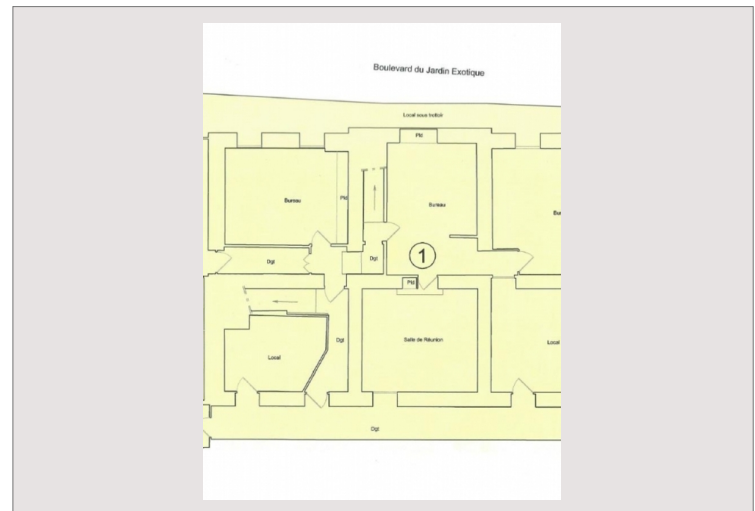 Boulevard du Jardin Exotique
Local sous trottoir
Pld
Bureau
Pld
Bureau
Bu
Dgt
Dgt
1
Pld
Local
Dgt
Salle de Réunion
Local
Dgt